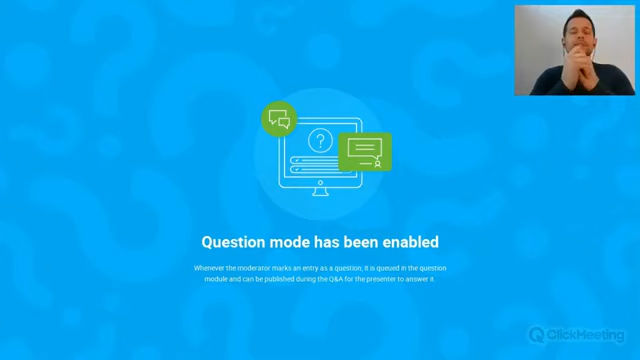 Question mode has been enabled
Whenever the moderator marks an entry as a question, it is queued in the question
module and can be published during the Q&A for the presenter to answer it.
ClickMeeting